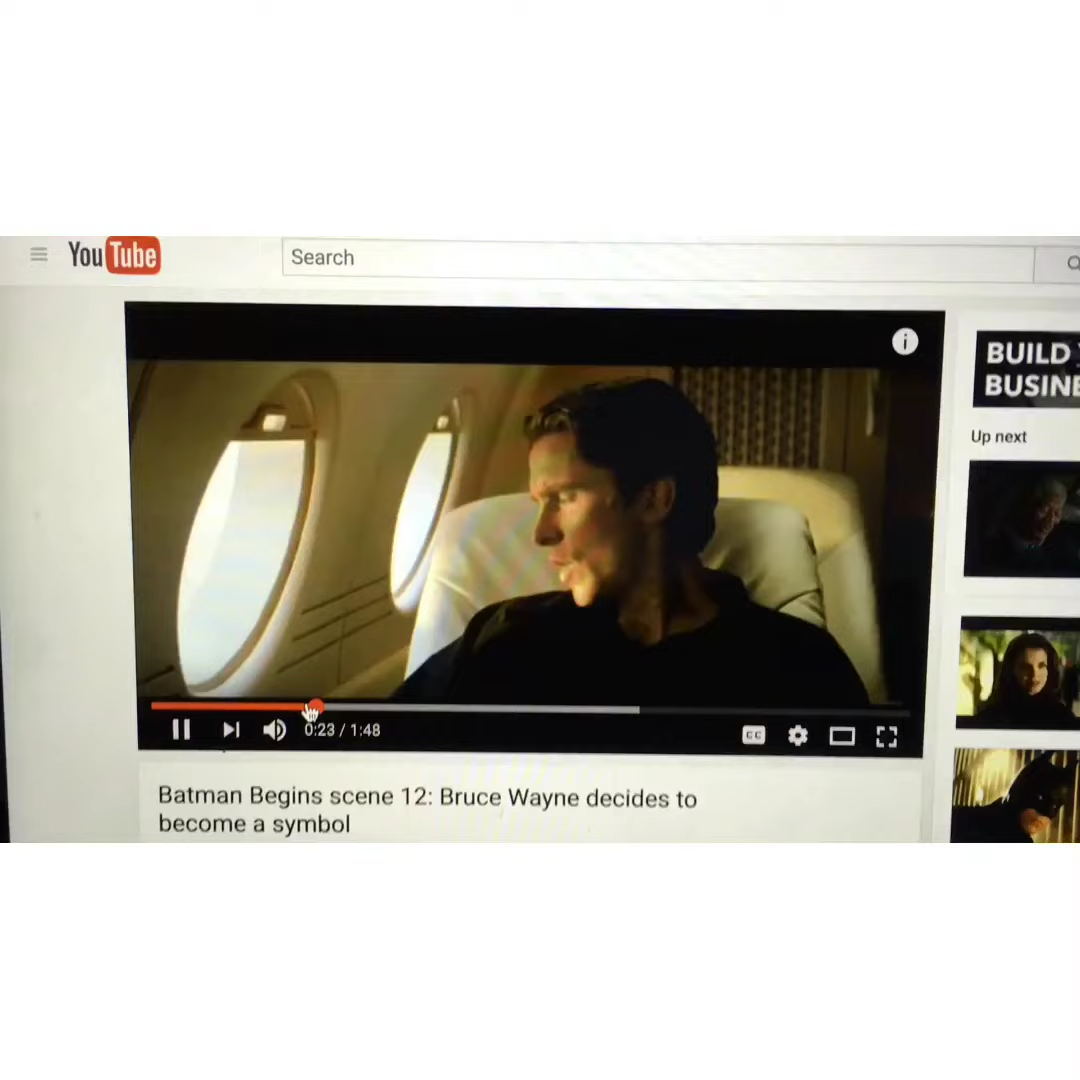 YouTube
Search
BUILD
BUSINE
Up next
CC
0:23 / 1:48
Batman Begins scene 12: Bruce Wayne decides to
become a symbol